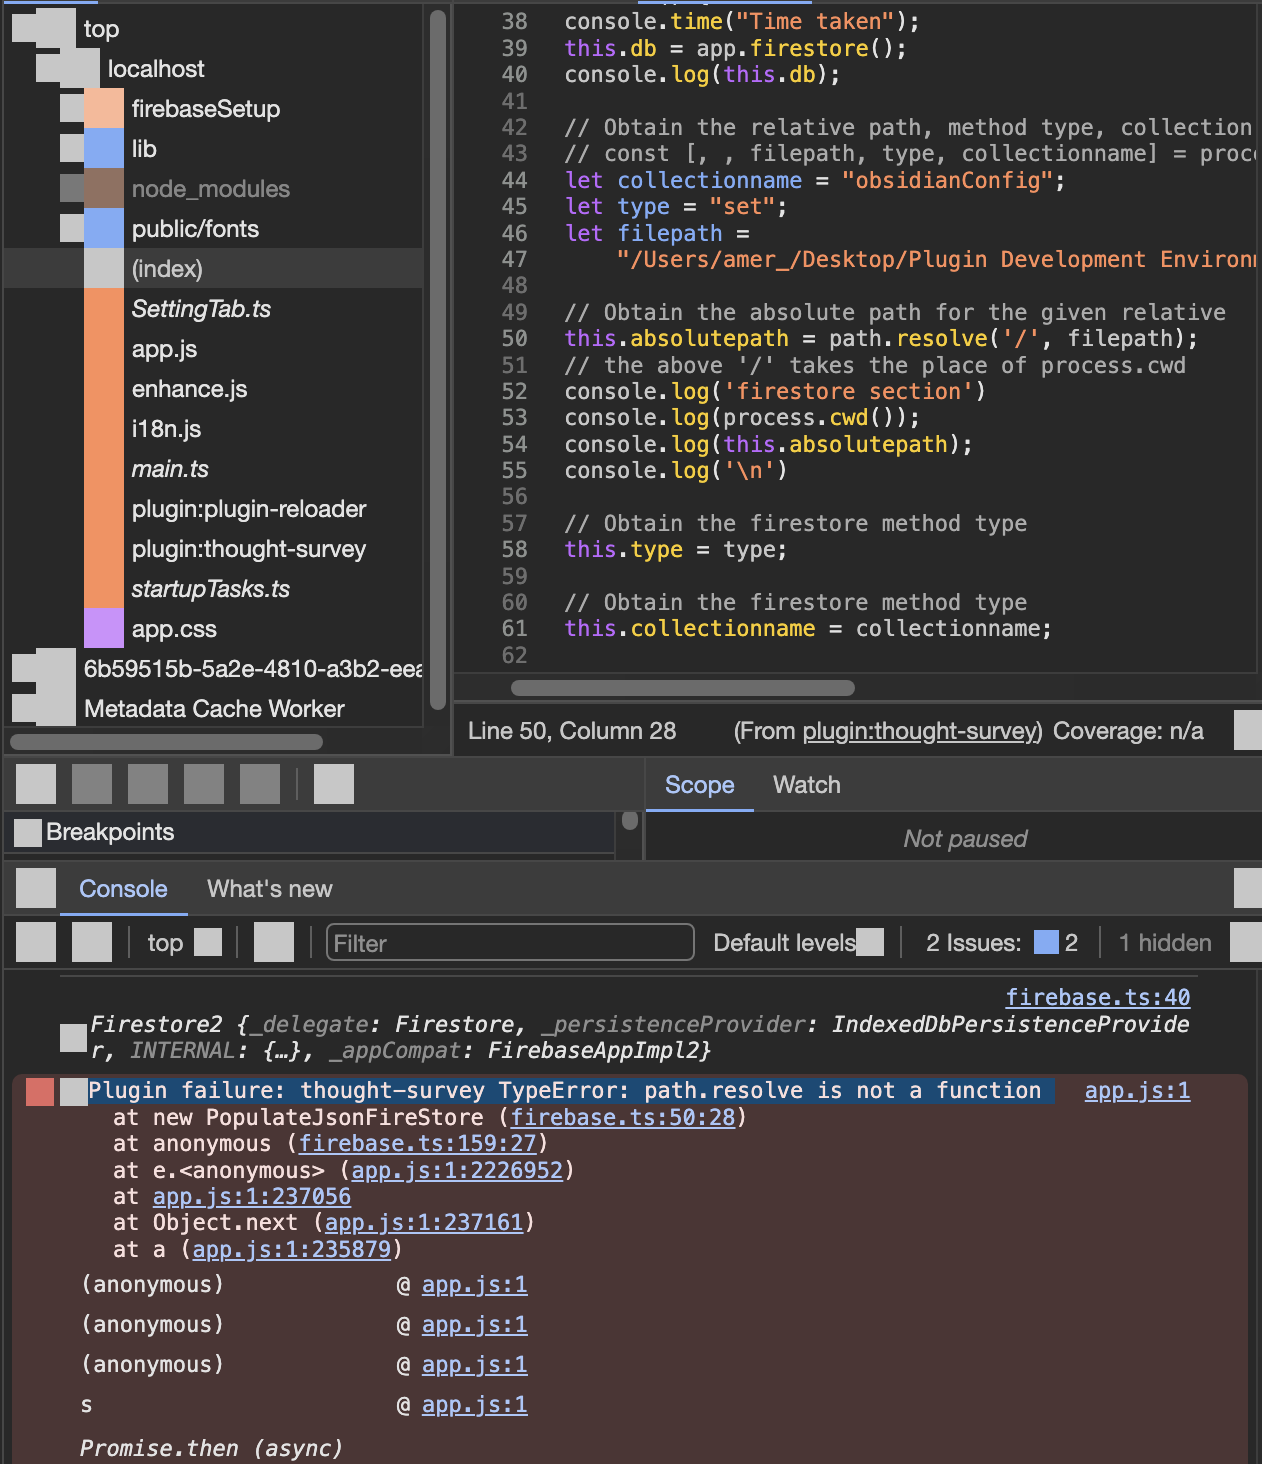 top
localhost
firebaseSetup
lib
node_modules
public/fonts
(index)
SettingTab.ts
app.js
enhance.js
i18n.js
main.ts
plugin:plugin-reloader
plugin:thought-survey
startupTasks.ts
app.css
6b59515b-5a2e-4810-a3b2-eea
Metadata Cache Worker
38 console.time("Time taken");
39 this.db = app.firestore();
40 console.log(this.db);
41
42 // Obtain the relative path, method type, collection
43 // const [, , filepath, type, collectionname] = proc
44 let collectionname = "obsidianConfig";
45 let type = "set";
46 let filepath =
47 "/Users/amer_/Desktop/Plugin Development Environm
48
49 // Obtain the absolute path for the given relative
50 this.absolutepath = path.resolve('/', filepath);
51 // the above '/' takes the place of process.cwd
52 console.log('firestore section')
53 console.log(process.cwd());
54 console.log(this.absolutepath);
55 console.log('\n')
56
57 // Obtain the firestore method type
58 this.type = type;
59
60 // Obtain the firestore method type
61 this.collectionname = collectionname;
62
Line 50, Column 28 (From plugin:thought-survey) Coverage: n/a
Scope Watch
Breakpoints
Not paused
Console What's new
top Filter Default levels 2 Issues: 2 1 hidden
firebase.ts:40
Firestore2 {_delegate: Firestore, _persistenceProvider: IndexedDbPersistenceProvide
r, INTERNAL: {…}, _appCompat: FirebaseAppImpl2}
Plugin failure: thought-survey TypeError: path.resolve is not a function app.js:1
at new PopulateJsonFireStore (firebase.ts:50:28)
at anonymous (firebase.ts:159:27)
at e.<anonymous> (app.js:1:2226952)
at app.js:1:237056
at Object.next (app.js:1:237161)
at a (app.js:1:235879)
(anonymous) @ app.js:1
(anonymous) @ app.js:1
(anonymous) @ app.js:1
s @ app.js:1
Promise.then (async)